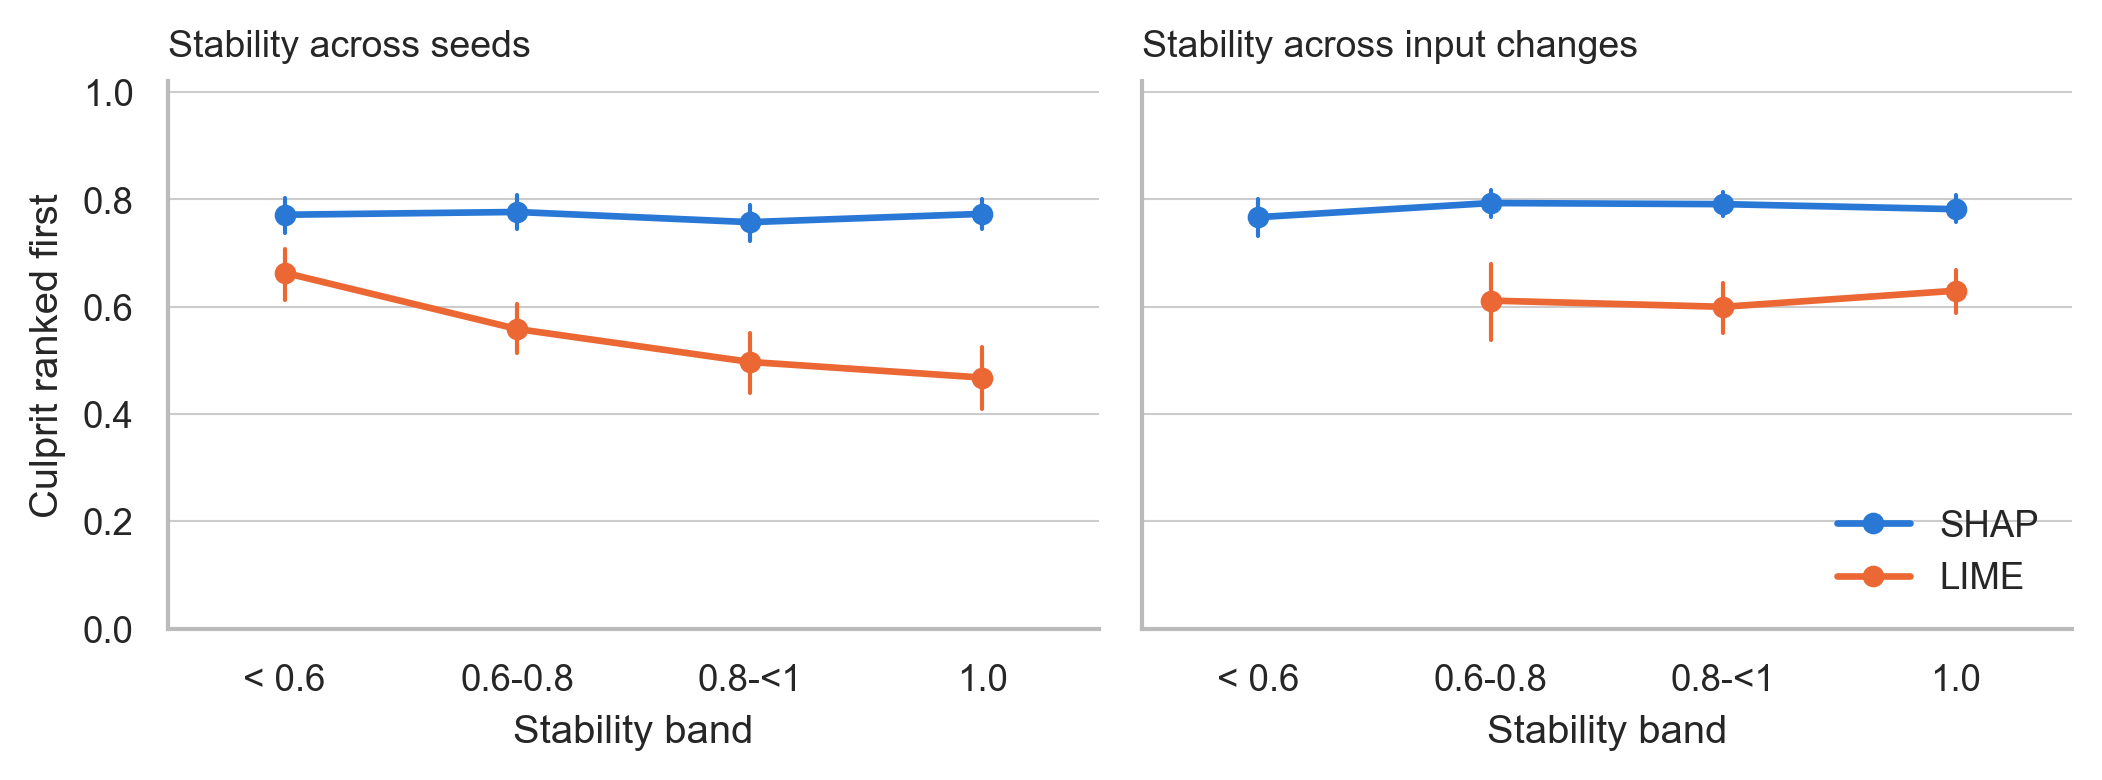 Stability across seeds
Stability across input changes
Culprit ranked first
1.0
0.8
0.6
0.4
0.2
0.0
< 0.6
0.6-0.8
0.8-<1
1.0
Stability band
< 0.6
0.6-0.8
0.8-<1
1.0
Stability band
SHAP
LIME